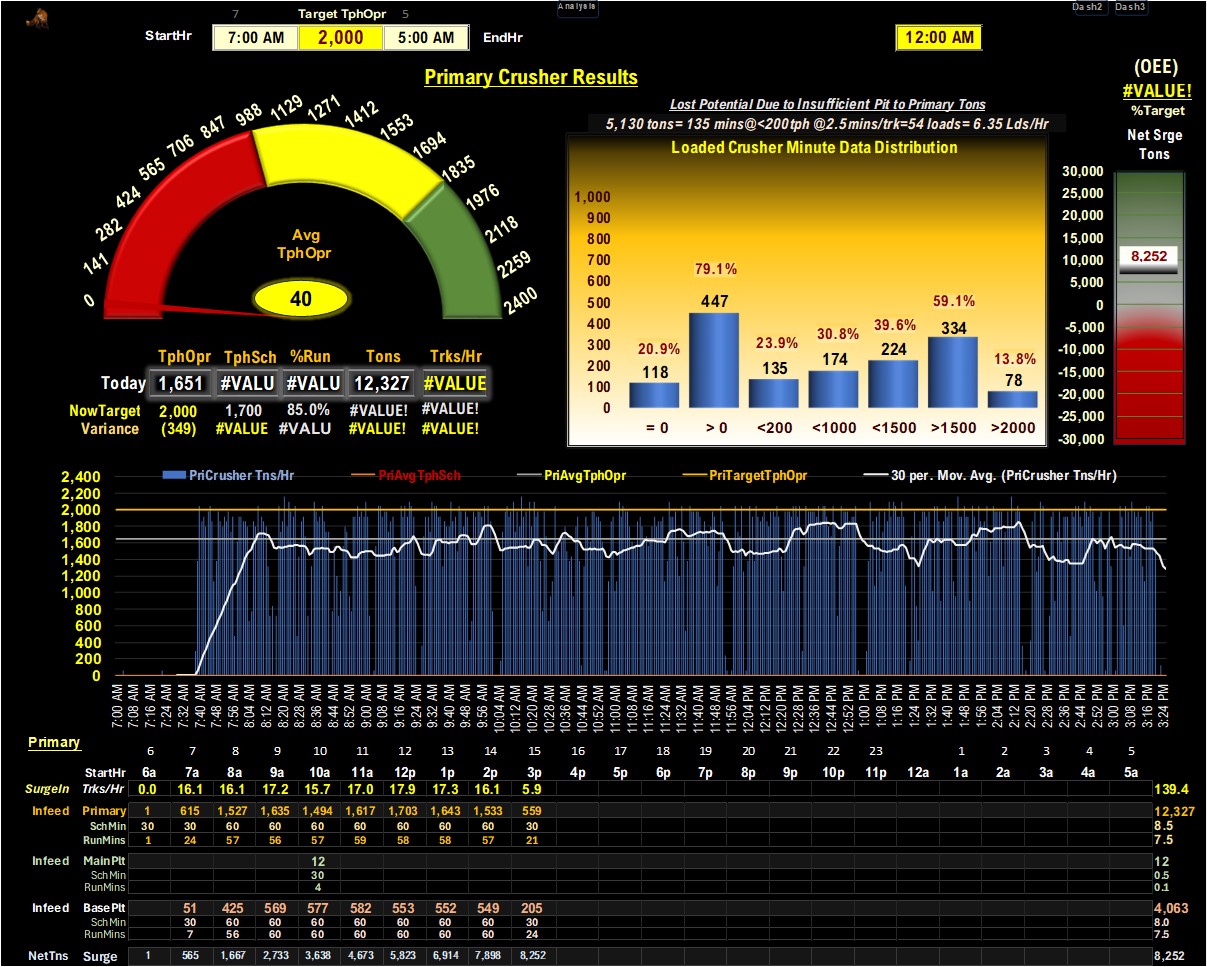 7 Target TphOpr 5
Analysis
Dash2 Dash3
StartHr 7:00 AM 2,000 5:00 AM EndHr
12:00 AM
Primary Crusher Results
(OEE)
#VALUE!
%Target
Net Srge
Tons
Lost Potential Due to Insufficient Pit to Primary Tons
5,130 tons= 135 mins@<200tph @2.5mins/trk=54 loads= 6.35 Lds/Hr
Loaded Crusher Minute Data Distribution
0 141 282 424 565 706 847 988 1129 1271 1412 1553 1694 1835 1976 2118 2259 2400
Avg
TphOpr
40
1,000
900
800
700
600
500
400
300
200
100
0
20.9% 79.1% 23.9% 30.8% 39.6% 59.1% 13.8%
118 447 135 174 224 334 78
= 0 > 0 <200 <1000 <1500 >1500 >2000
30,000
25,000
20,000
15,000
10,000
5,000
0
-5,000
-10,000
-15,000
-20,000
-25,000
-30,000
8,252
TphOpr TphSch %Run Tons Trks/Hr
Today 1,651 #VALU #VALU 12,327 #VALUE
NowTarget 2,000 1,700 85.0% #VALUE! #VALUE!
Variance (349) #VALUE #VALU #VALUE! #VALUE!
PriCrusher Tns/Hr PriAvgTphSch PriAvgTphOpr PriTargetTphOpr 30 per. Mov. Avg. (PriCrusher Tns/Hr)
2,400
2,200
2,000
1,800
1,600
1,400
1,200
1,000
800
600
400
200
0
7:00 AM 7:08 AM 7:16 AM 7:24 AM 7:32 AM 7:40 AM 7:48 AM 7:56 AM 8:04 AM 8:12 AM 8:20 AM 8:28 AM 8:36 AM 8:44 AM 8:52 AM 9:00 AM 9:08 AM 9:16 AM 9:24 AM 9:32 AM 9:40 AM 9:48 AM 9:56 AM 10:04 AM 10:12 AM 10:20 AM 10:28 AM 10:36 AM 10:44 AM 10:52 AM 11:00 AM 11:08 AM 11:16 AM 11:24 AM 11:32 AM 11:40 AM 11:48 AM 11:56 AM 12:04 PM 12:12 PM 12:20 PM 12:28 PM 12:36 PM 12:44 PM 12:52 PM 1:00 PM 1:08 PM 1:16 PM 1:24 PM 1:32 PM 1:40 PM 1:48 PM 1:56 PM 2:04 PM 2:12 PM 2:20 PM 2:28 PM 2:36 PM 2:44 PM 2:52 PM 3:00 PM 3:08 PM 3:16 PM 3:24 PM
Primary
6 7 8 9 10 11 12 13 14 15 16 17 18 19 20 21 22 23 1 2 3 4 5
StartHr 6a 7a 8a 9a 10a 11a 12p 1p 2p 3p 4p 5p 6p 7p 8p 9p 10p 11p 12a 1a 2a 3a 4a 5a
SurgeIn Trks/Hr 0.0 16.1 16.1 17.2 15.7 17.0 17.9 17.3 16.1 5.9 139.4
Infeed Primary 1 615 1,527 1,635 1,494 1,617 1,703 1,643 1,533 559 12,327
SchMin 30 30 60 60 60 60 60 60 60 30 8.5
RunMins 1 24 57 56 57 59 58 58 57 21 7.5
Infeed MainPlt 12 12
SchMin 30 0.5
RunMins 4 0.1
Infeed BasePlt 51 425 569 577 582 553 552 549 205 4,063
SchMin 30 60 60 60 60 60 60 60 30 8.0
RunMins 7 56 60 60 60 60 60 60 24 7.5
NetTns Surge 1 565 1,667 2,733 3,638 4,673 5,823 6,914 7,898 8,252 8,252